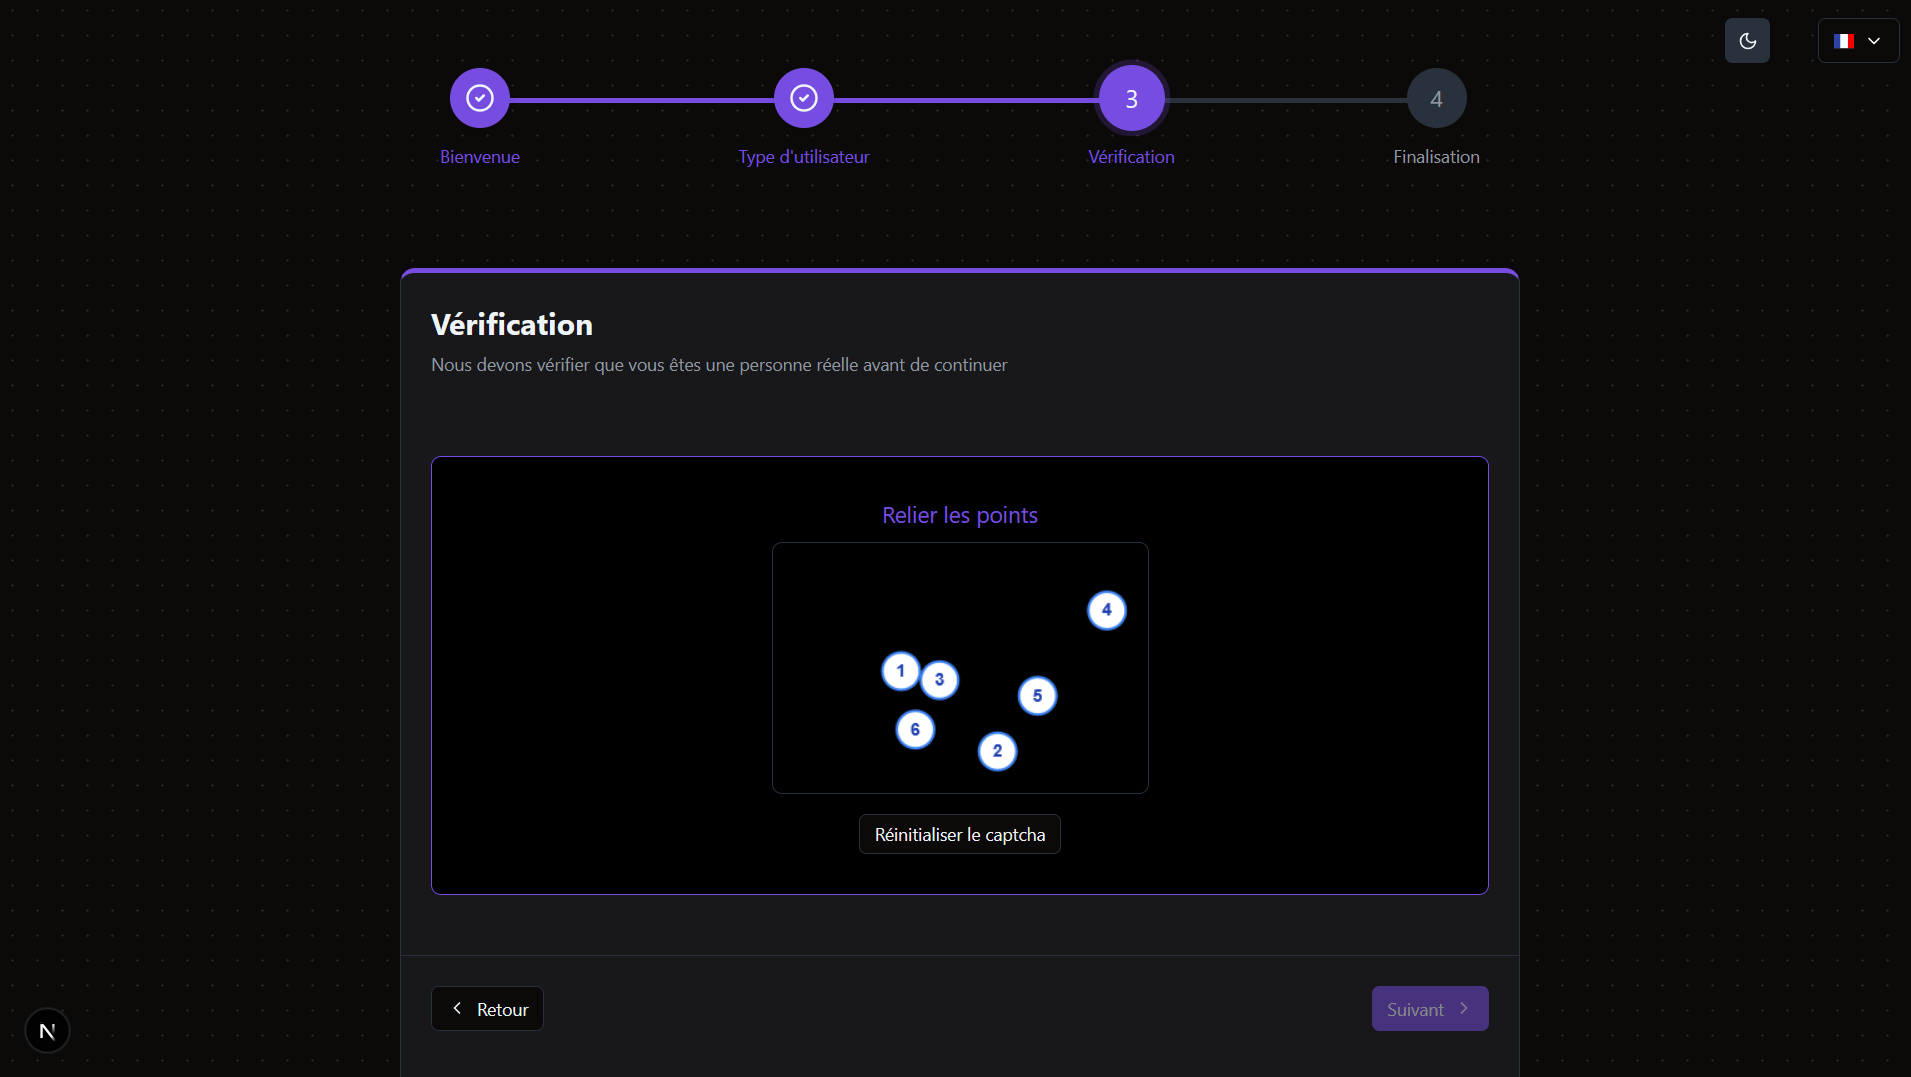 3
4
Bienvenue
Type d'utilisateur
Vérification
Finalisation
Vérification
Nous devons vérifier que vous êtes une personne réelle avant de continuer
Relier les points
4
1
3
5
6
2
Réinitialiser le captcha
Retour
Suivant
N